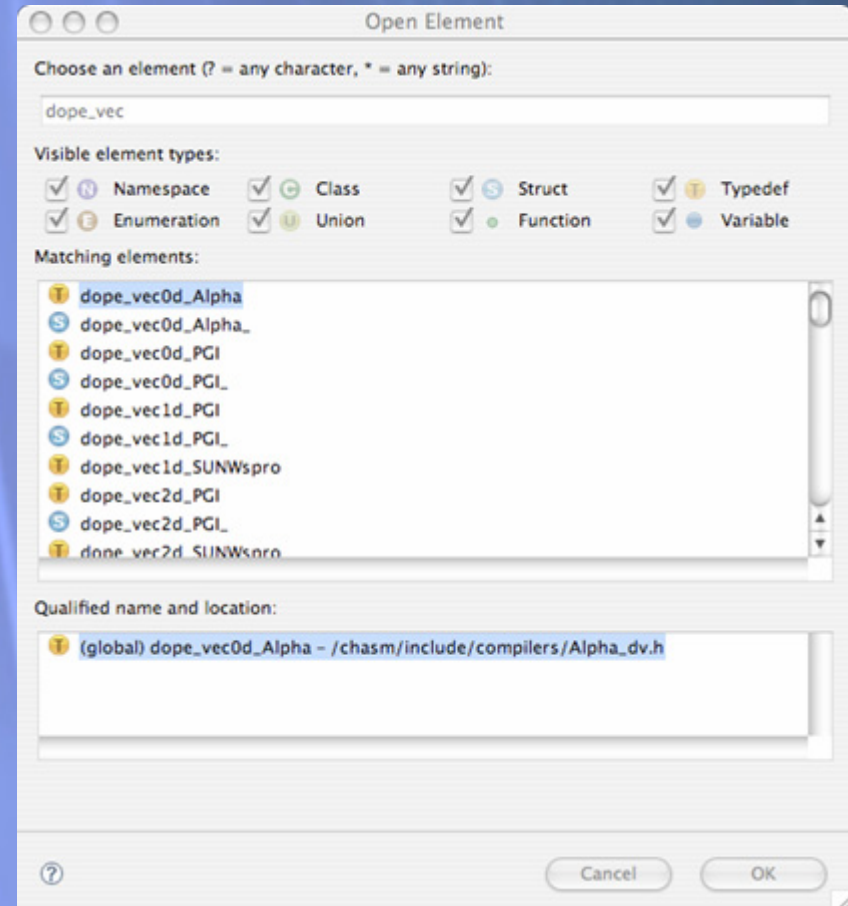 Open Element
Choose an element (? = any character, * = any string):
dope_vec
Visible element types:
N Namespace C Class S Struct T Typedef
E Enumeration U Union Function Variable
Matching elements:
T dope_vec0d_Alpha
S dope_vec0d_Alpha_
T dope_vec0d_PGI
S dope_vec0d_PGI_
T dope_vec1d_PGI
S dope_vec1d_PGI_
T dope_vec1d_SUNWspro
T dope_vec2d_PGI
S dope_vec2d_PGI_
T dope_vec2d_SUNWspro
Qualified name and location:
T (global) dope_vec0d_Alpha – /chasm/include/compilers/Alpha_dv.h
? Cancel OK